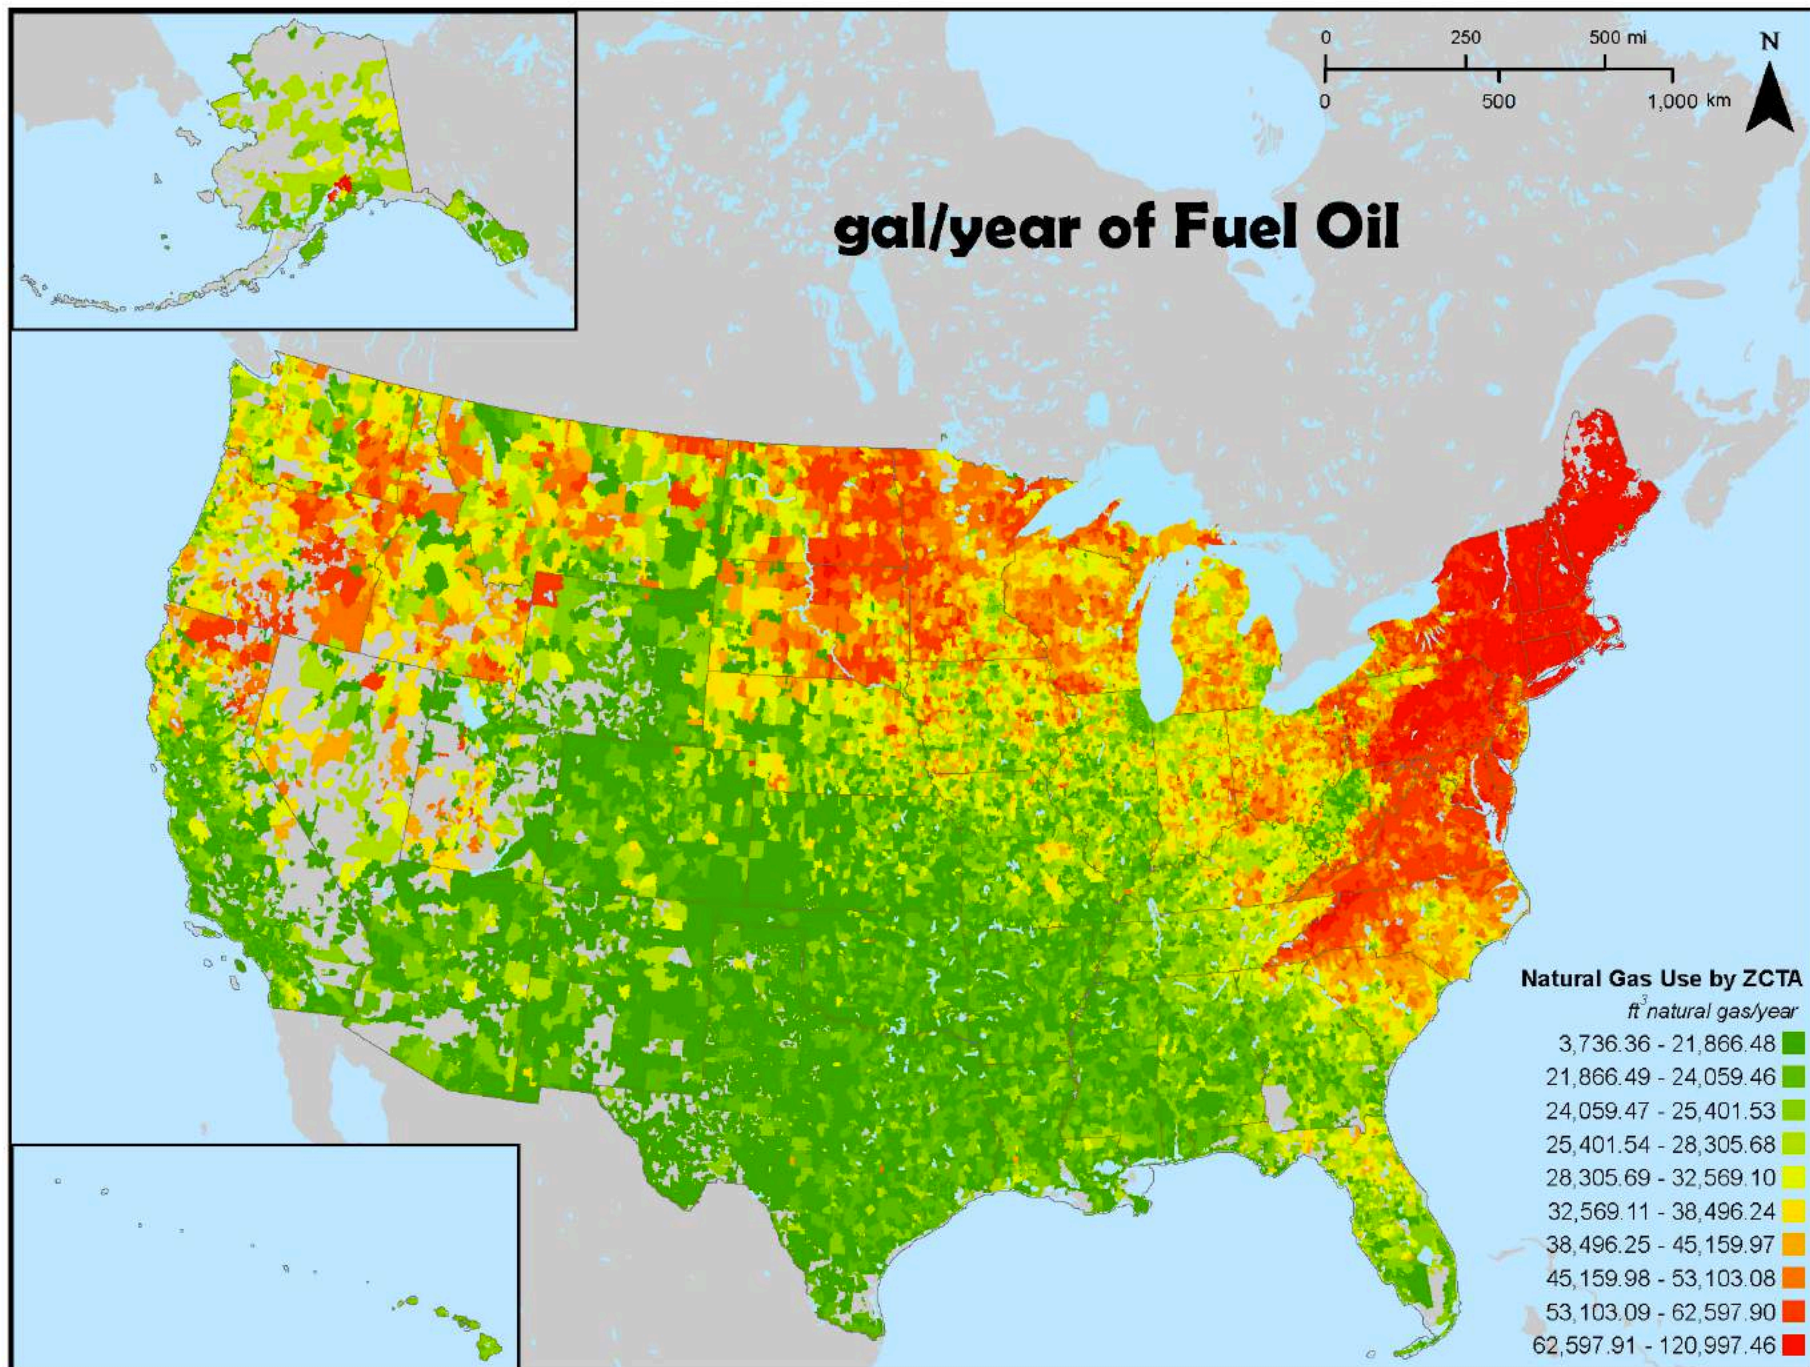 0 250 500 mi
0 500 1,000 km
N
gal/year of Fuel Oil
Natural Gas Use by ZCTA
ft³ natural gas/year
3,736.36 - 21,866.48
21,866.49 - 24,059.46
24,059.47 - 25,401.53
25,401.54 - 28,305.68
28,305.69 - 32,569.10
32,569.11 - 38,496.24
38,496.25 - 45,159.97
45,159.98 - 53,103.08
53,103.09 - 62,597.90
62,597.91 - 120,997.46